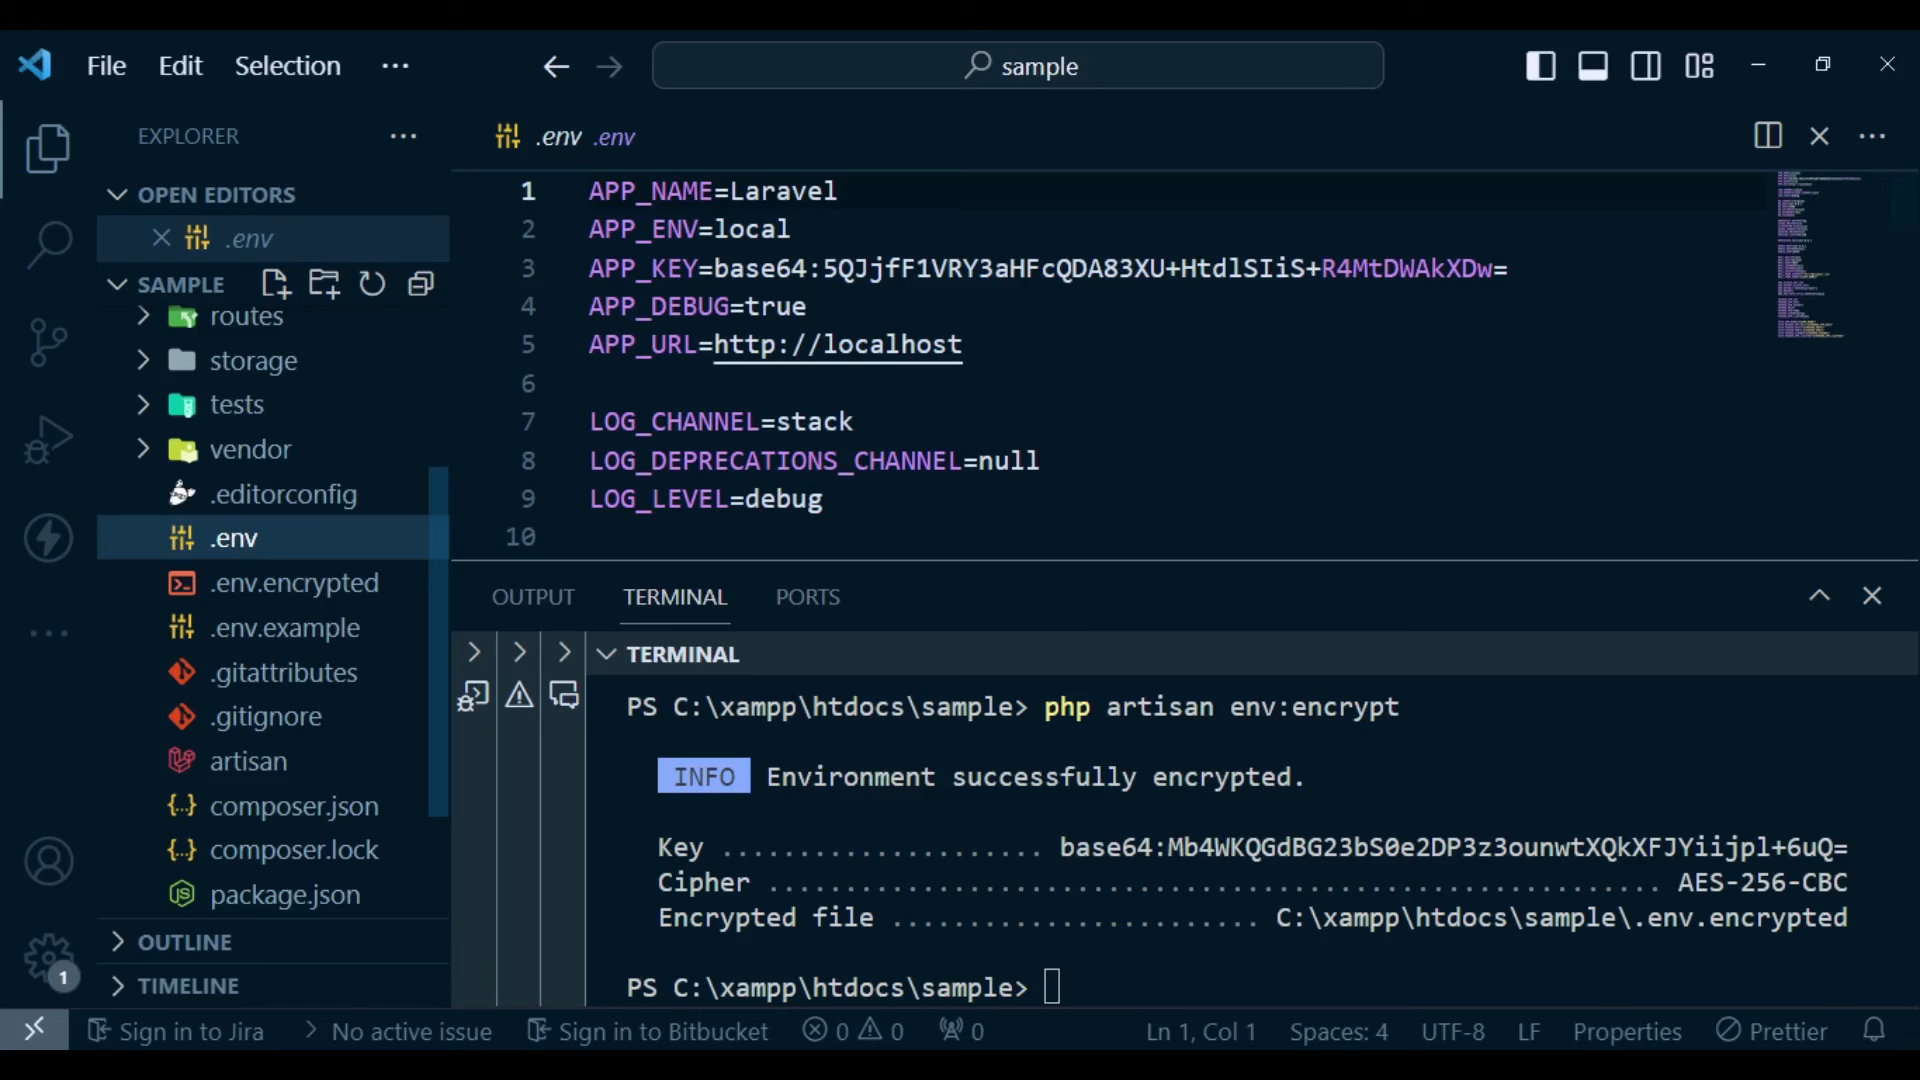 File Edit Selection ···
sample
EXPLORER ···
OPEN EDITORS
.env
SAMPLE
routes
storage
tests
vendor
.editorconfig
.env
.env.encrypted
.env.example
.gitattributes
.gitignore
artisan
composer.json
composer.lock
package.json
OUTLINE
TIMELINE
1
.env .env
1 APP_NAME=Laravel
2 APP_ENV=local
3 APP_KEY=base64:5QJjfF1VRY3aHFcQDA83XU+HtdlSIiS+R4MtDWAkXDw=
4 APP_DEBUG=true
5 APP_URL=http://localhost
6
7 LOG_CHANNEL=stack
8 LOG_DEPRECATIONS_CHANNEL=null
9 LOG_LEVEL=debug
10
OUTPUT TERMINAL PORTS
TERMINAL
PS C:\xampp\htdocs\sample> php artisan env:encrypt
INFO Environment successfully encrypted.
Key ..................... base64:Mb4WKQGdBG23bS0e2DP3z3ounwtXQkXFJYiijpl+6uQ=
Cipher .......................................................... AES-256-CBC
Encrypted file ........................ C:\xampp\htdocs\sample\.env.encrypted
PS C:\xampp\htdocs\sample>
Sign in to Jira No active issue Sign in to Bitbucket 0 0 0 Ln 1, Col 1 Spaces: 4 UTF-8 LF Properties Prettier